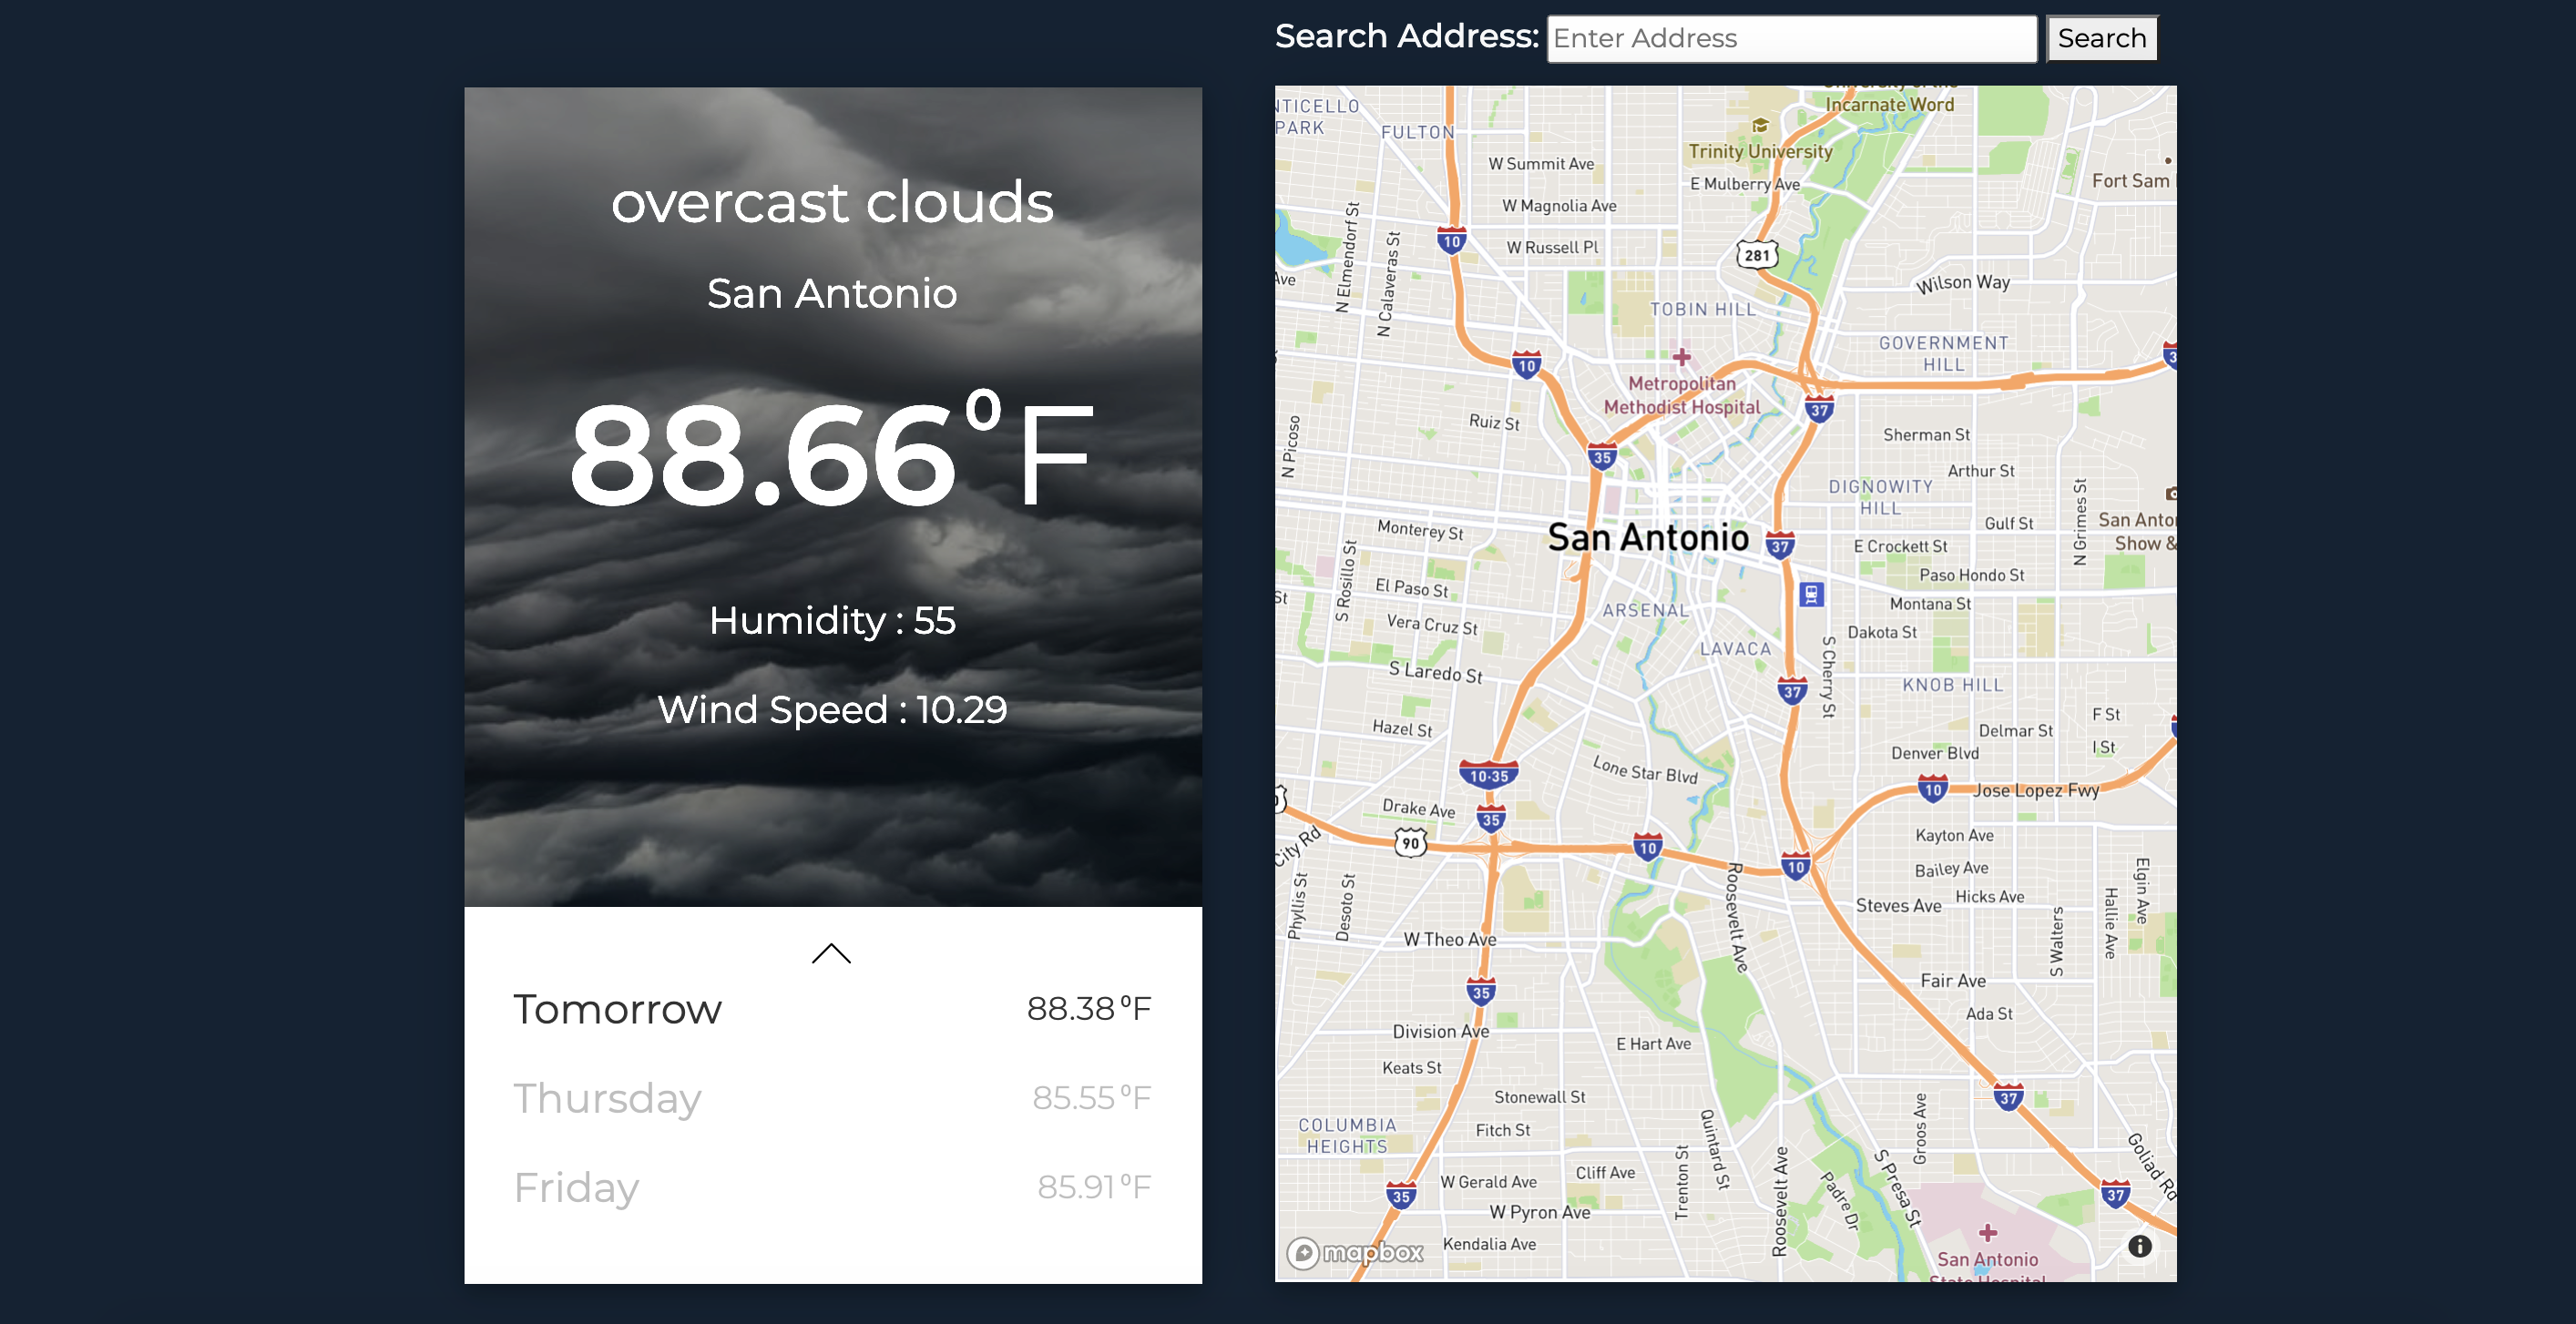 Search Address: Enter Address Search
overcast clouds
San Antonio
88.66⁰F
Humidity : 55
Wind Speed : 10.29
Tomorrow 88.38⁰F
Thursday 85.55⁰F
Friday 85.91⁰F
Incarnate Word
NTICELLO
PARK
FULTON
Trinity University
W Summit Ave
E Mulberry Ave
Fort Sam
W Magnolia Ave
N Elmendorf St
N Calaveras St
10
W Russell Pl
281
Ave
Wilson Way
TOBIN HILL
GOVERNMENT
HILL
10
Metropolitan
Methodist Hospital
37
N Picoso
Ruiz St
Sherman St
35
Arthur St
DIGNOWITY
HILL
N Grimes St
Monterey St
San Antonio
37
Gulf St
San Anto
Show &
E Crockett St
S Rosillo St
El Paso St
Paso Hondo St
St
ARSENAL
Montana St
Vera Cruz St
Dakota St
LAVACA
S Cherry St
S Laredo St
37
KNOB HILL
Hazel St
F St
Delmar St
I St
Denver Blvd
10-35
Lone Star Blvd
10
Jose Lopez Fwy
Drake Ave
35
City Rd
90
10
10
Kayton Ave
Bailey Ave
Elgin Ave
Phyllis St
Desoto St
Roosevelt Ave
Steves Ave
Hicks Ave
Hallie Ave
S Walters
W Theo Ave
35
Fair Ave
Ada St
Division Ave
E Hart Ave
Keats St
Stonewall St
37
COLUMBIA
HEIGHTS
Fitch St
Quintard St
Groos Ave
Goliad Rd
Cliff Ave
Trenton St
Roosevelt Ave
Padre Dr
S Presa St
35
W Gerald Ave
37
W Pyron Ave
mapbox
Kendalia Ave
San Antonio